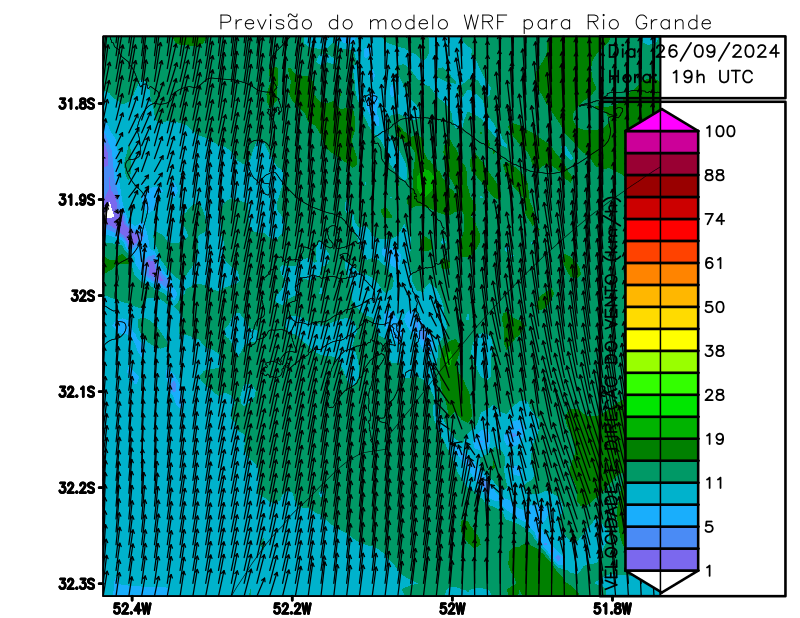 Previsão do modelo WRF para Rio Grande
Dia: 26/09/2024
Hora: 19h UTC
31.8S
31.9S
32S
32.1S
32.2S
32.3S
52.4W
52.2W
52W
51.8W
VELOCIDADE E DIREÇÃO DO VENTO (km/h)
100
88
74
61
50
38
28
19
11
5
1